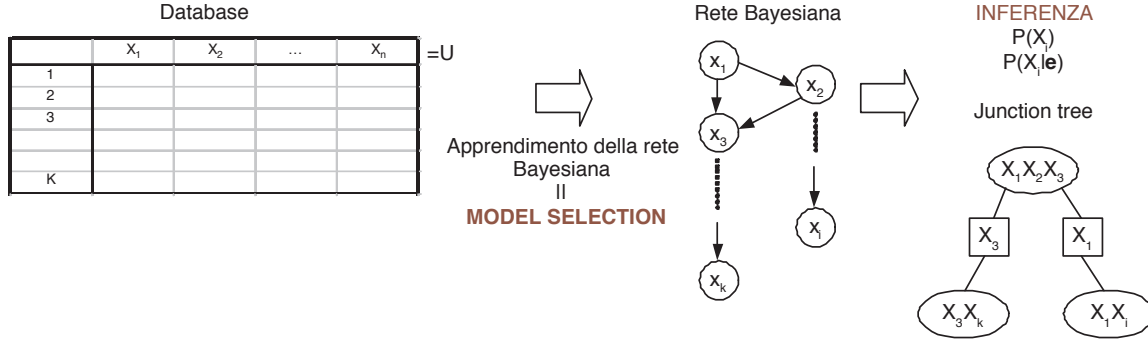 Database
X1 X2 … Xn
=U
1
2
3
K
Apprendimento della rete
Bayesiana
II
MODEL SELECTION
Rete Bayesiana
x1
x2
x3
xi
xk
INFERENZA
P(Xi)
P(Xi|e)
Junction tree
X1X2X3
X3
X1
X3Xk
X1Xi